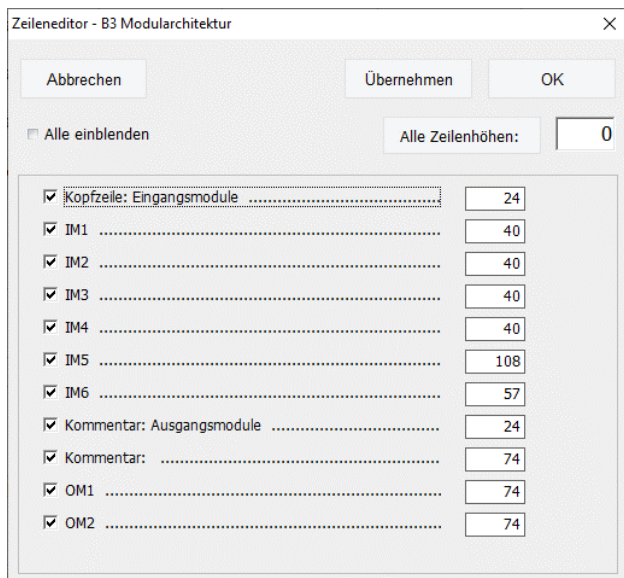 Zeileneditor - B3 Modularchitektur
Abbrechen Übernehmen OK
Alle einblenden Alle Zeilenhöhen: 0
Kopfzeile: Eingangsmodule ........................................ 24
IM1 ........................................ 40
IM2 ........................................ 40
IM3 ........................................ 40
IM4 ........................................ 40
IM5 ........................................ 108
IM6 ........................................ 57
Kommentar: Ausgangsmodule ........................................ 24
Kommentar: ........................................ 74
OM1 ........................................ 74
OM2 ........................................ 74